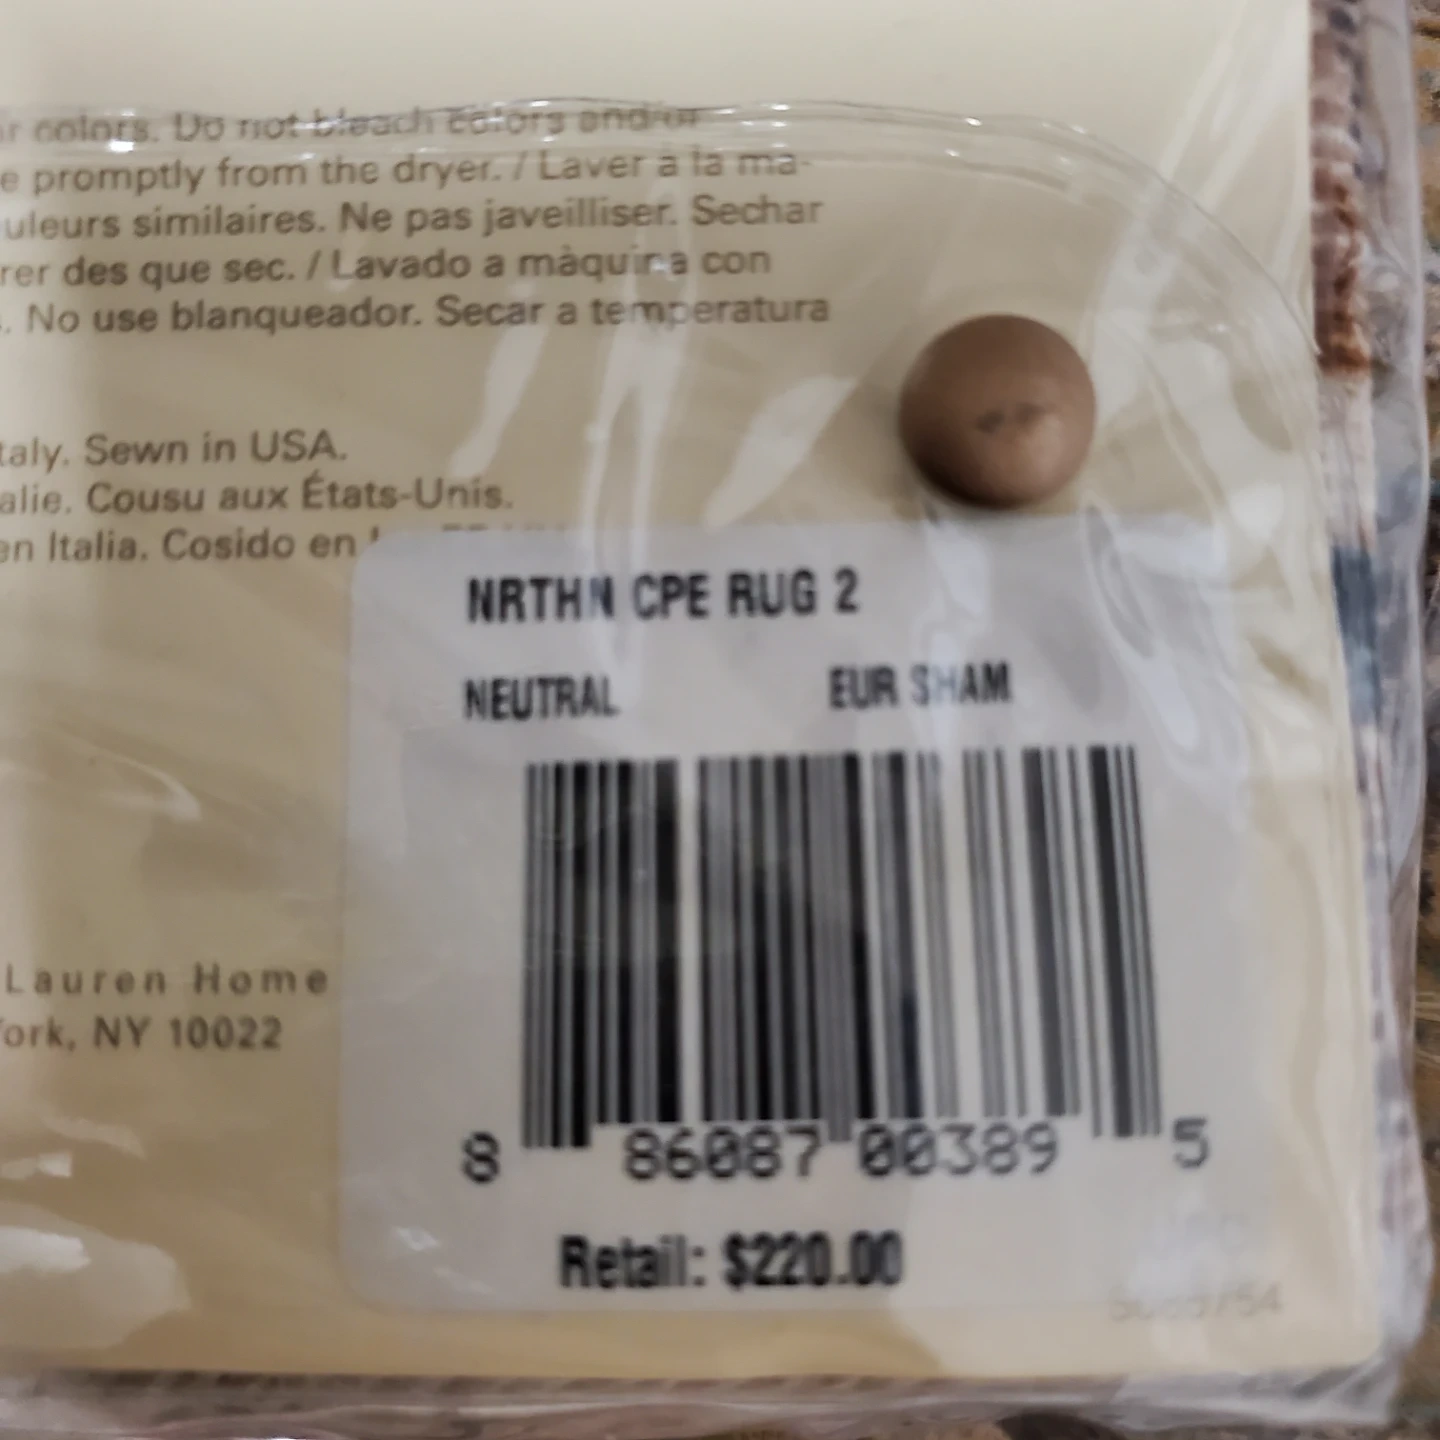 r colors. Do not bleach colors and/or
e promptly from the dryer. / Laver à la ma-
uleurs similaires. Ne pas javeilliser. Sechar
rer des que sec. / Lavado a màquina con
. No use blanqueador. Secar a temperatura
taly. Sewn in USA.
alie. Cousu aux États-Unis.
en Italia. Cosido en
NRTHN CPE RUG 2
NEUTRAL EUR SHAM
Lauren Home
ork, NY 10022
8 86087 00389 5
Retail: $220.00